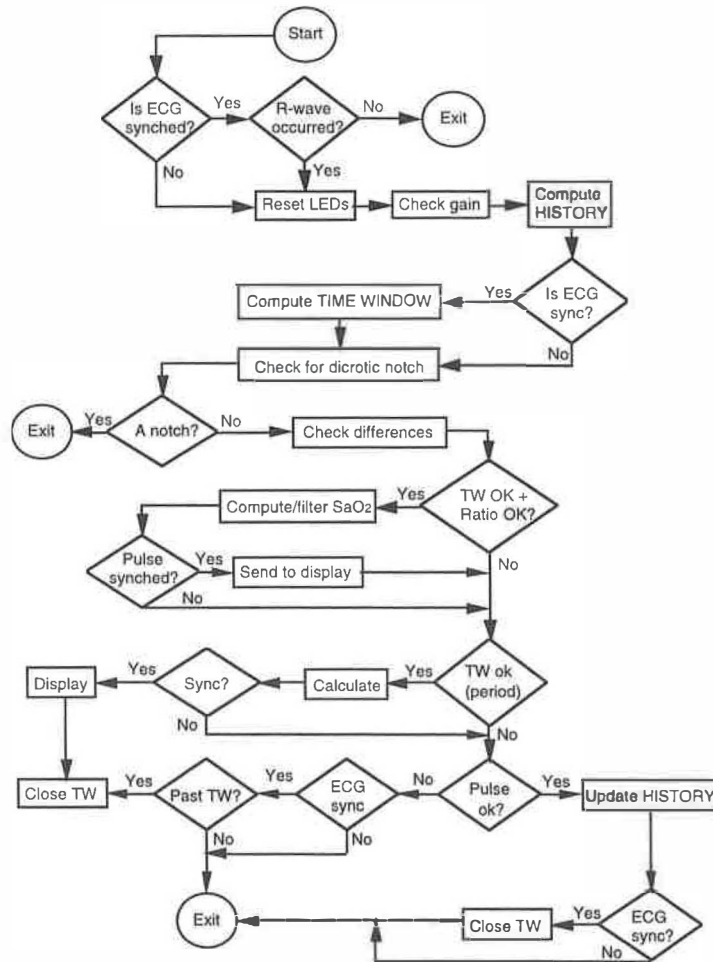 Start
Is ECG
synched?
Yes
R-wave
occurred?
No
Exit
No
Yes
Reset LEDs
Check gain
Compute
HISTORY
Compute TIME WINDOW
Yes
Is ECG
sync?
No
Check for dicrotic notch
Exit
Yes
A notch?
No
Check differences
Compute/filter SaO2
Yes
TW OK +
Ratio OK?
Pulse
synched?
Yes
Send to display
No
No
Display
Yes
Sync?
Calculate
Yes
TW ok
(period)
No
No
Close TW
Yes
Past TW?
Yes
ECG
sync
No
Pulse
ok?
Yes
Update HISTORY
No
No
Exit
Close TW
Yes
ECG
sync?
No